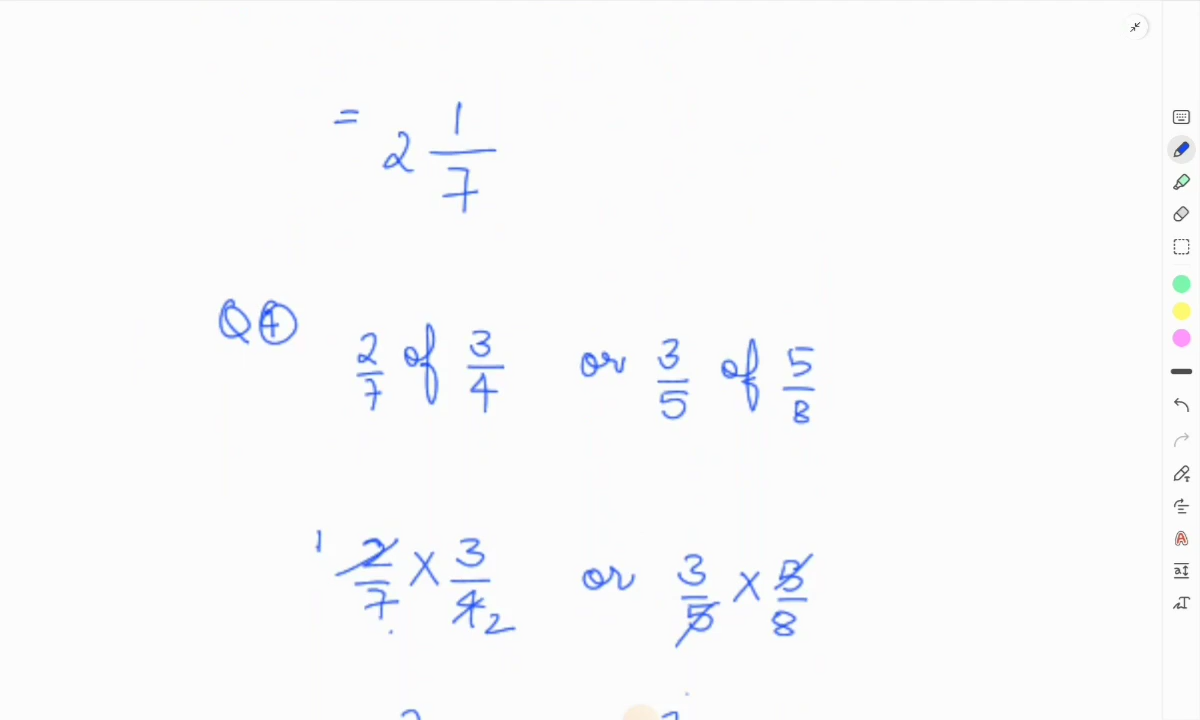 = 2 1/7
Q④ 2/7 of 3/4 or 3/5 of 5/8
1 2/7 × 3/4 2 or 3/5 × 5/8